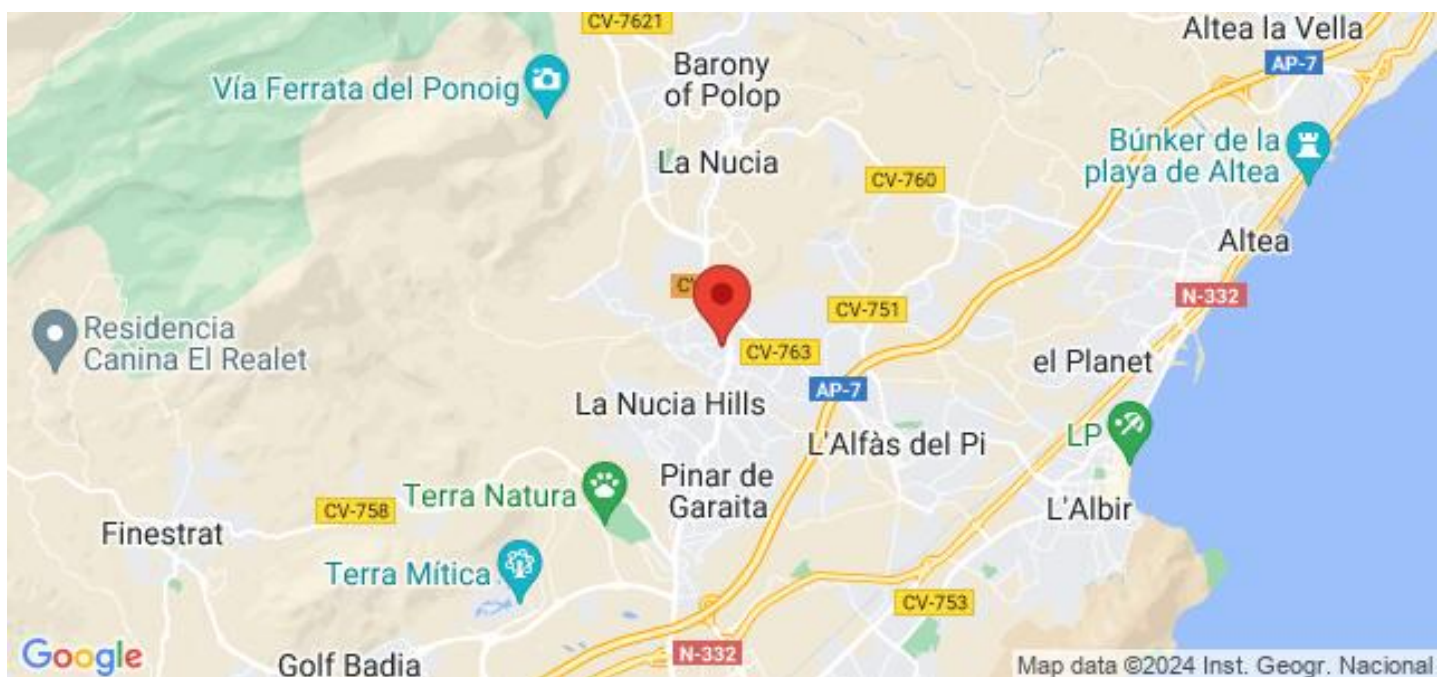 CV-7621
Altea la Vella
AP-7
Barony
of Polop
Vía Ferrata del Ponoig
La Nucia
Búnker de la
playa de Altea
CV-760
Altea
N-332
CV-751
Residencia
Canina El Realet
CV-763
el Planet
AP-7
La Nucia Hills
LP
L'Alfàs del Pi
Pinar de
Garaita
Terra Natura
L'Albir
CV-758
Finestrat
Terra Mítica
CV-753
N-332
Google
Golf Badia
Map data ©2024 Inst. Geogr. Nacional